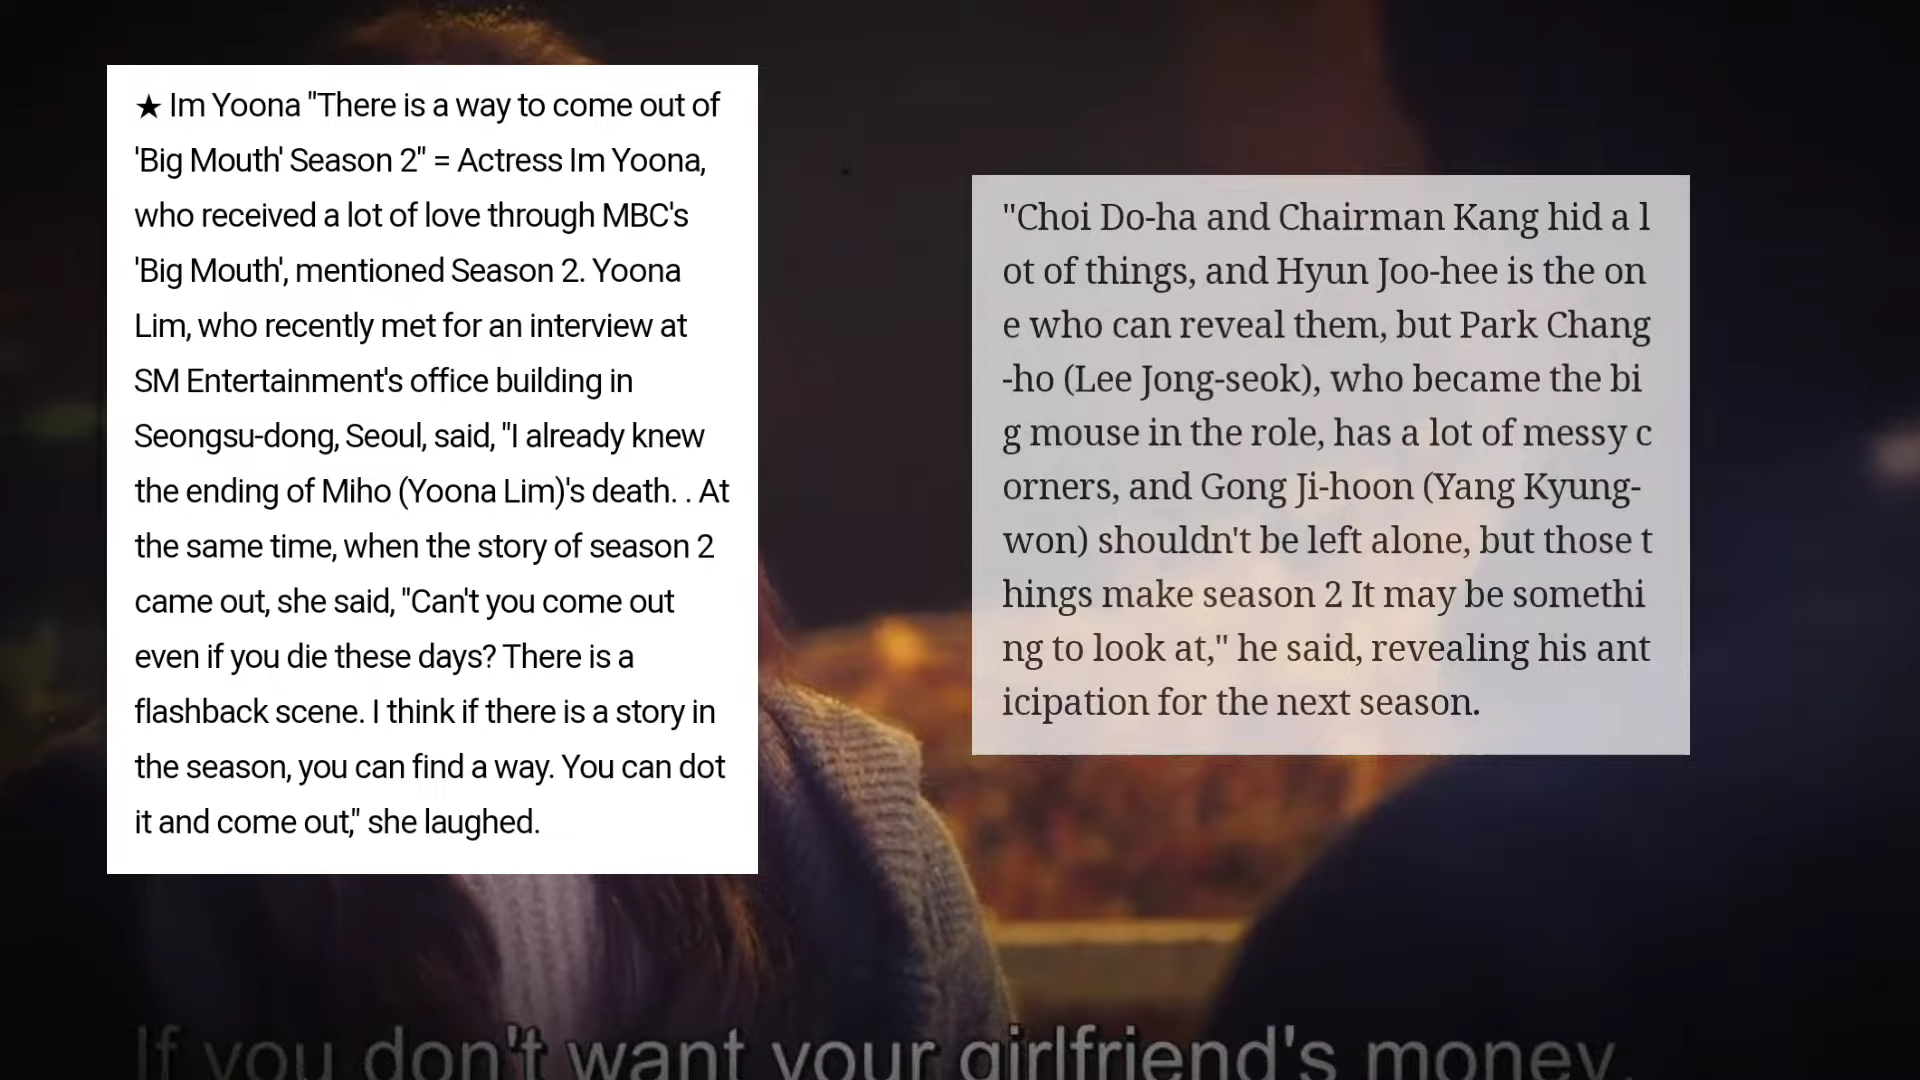 ★ Im Yoona "There is a way to come out of
'Big Mouth' Season 2" = Actress Im Yoona,
who received a lot of love through MBC's
'Big Mouth', mentioned Season 2. Yoona
Lim, who recently met for an interview at
SM Entertainment's office building in
Seongsu-dong, Seoul, said, "I already knew
the ending of Miho (Yoona Lim)'s death. . At
the same time, when the story of season 2
came out, she said, "Can't you come out
even if you die these days? There is a
flashback scene. I think if there is a story in
the season, you can find a way. You can dot
it and come out," she laughed.
"Choi Do-ha and Chairman Kang hid a l
ot of things, and Hyun Joo-hee is the on
e who can reveal them, but Park Chang
-ho (Lee Jong-seok), who became the bi
g mouse in the role, has a lot of messy c
orners, and Gong Ji-hoon (Yang Kyung-
won) shouldn't be left alone, but those t
hings make season 2 It may be somethi
ng to look at," he said, revealing his ant
icipation for the next season.
If you don't want your girlfriend's money,